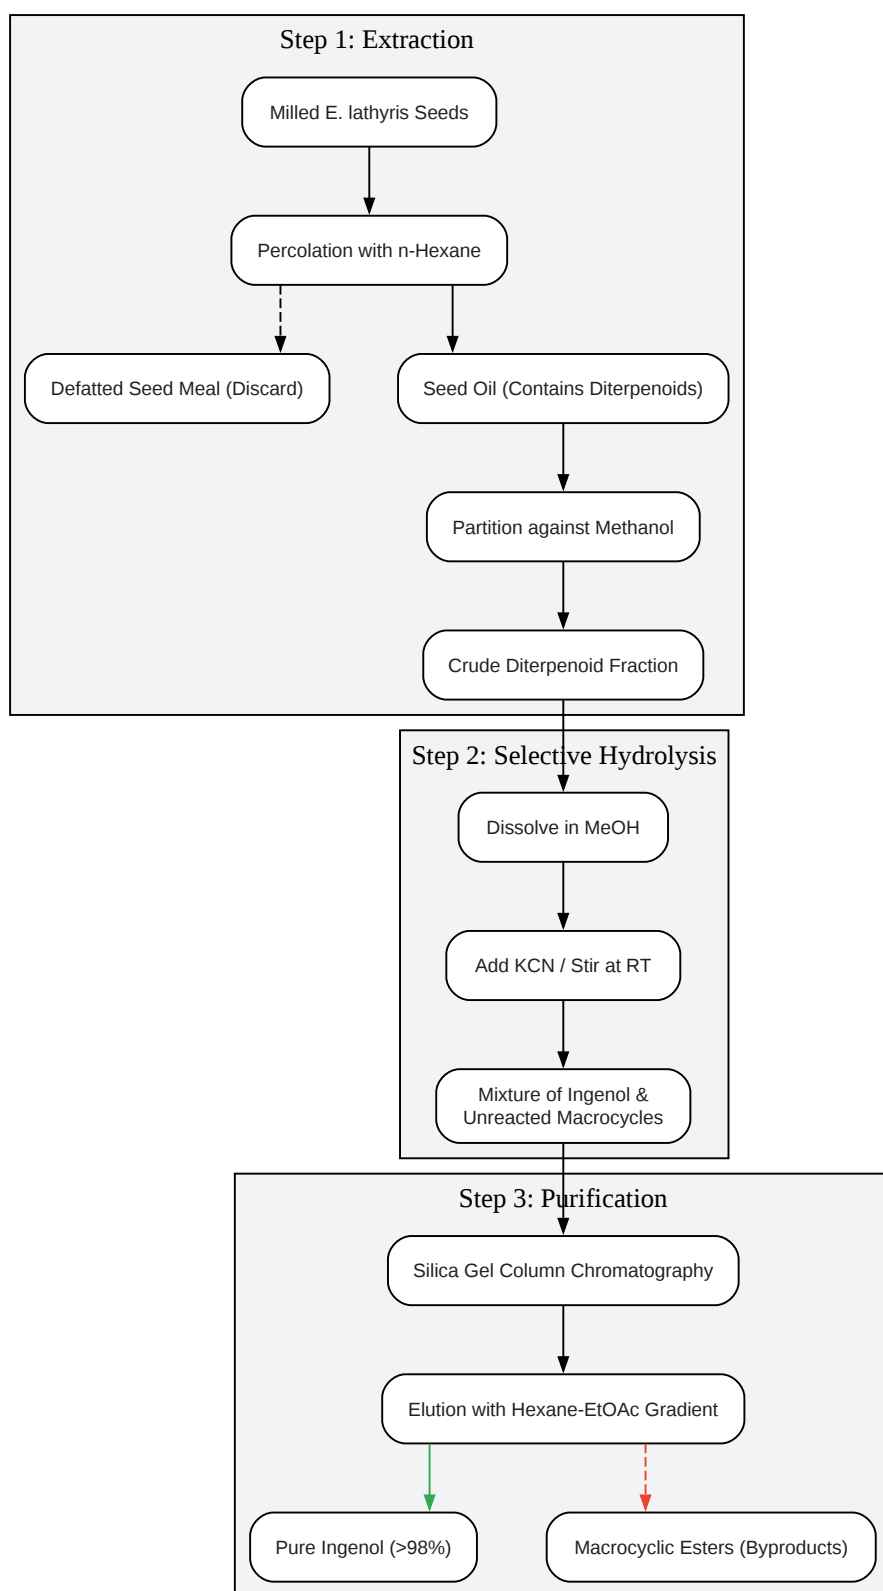 Step 1: Extraction
Milled E. lathyris Seeds
Percolation with n-Hexane
Defatted Seed Meal (Discard)
Seed Oil (Contains Diterpenoids)
Partition against Methanol
Crude Diterpenoid Fraction
Step 2: Selective Hydrolysis
Dissolve in MeOH
Add KCN / Stir at RT
Mixture of Ingenol &
Unreacted Macrocycles
Step 3: Purification
Silica Gel Column Chromatography
Elution with Hexane-EtOAc Gradient
Pure Ingenol (>98%)
Macrocyclic Esters (Byproducts)